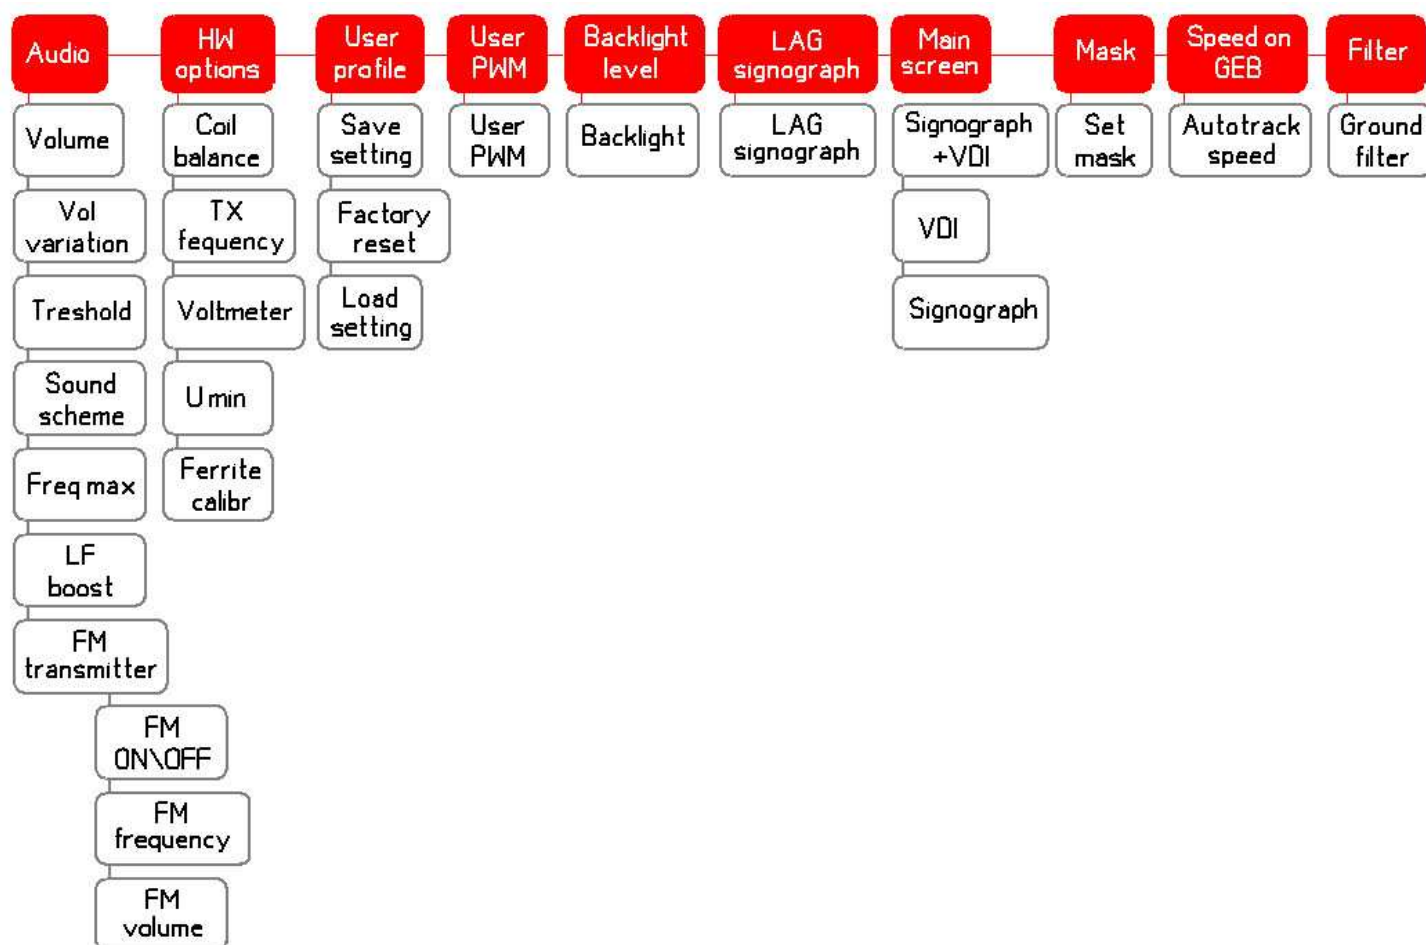 Audio
HW
options
User
profile
User
PWM
Backlight
level
LAG
signograph
Main
screen
Mask
Speed on
GEB
Filter
Volume
Coil
balance
Save
setting
User
PWM
Backlight
LAG
signograph
Signograph
+VDI
Set
mask
Autotrack
speed
Ground
filter
Vol
variation
TX
fequency
Factory
reset
VDI
Treshold
Voltmeter
Load
setting
Signograph
Sound
scheme
U min
Freq max
Ferrite
calibr
LF
boost
FM
transmitter
FM
ON\OFF
FM
frequency
FM
volume